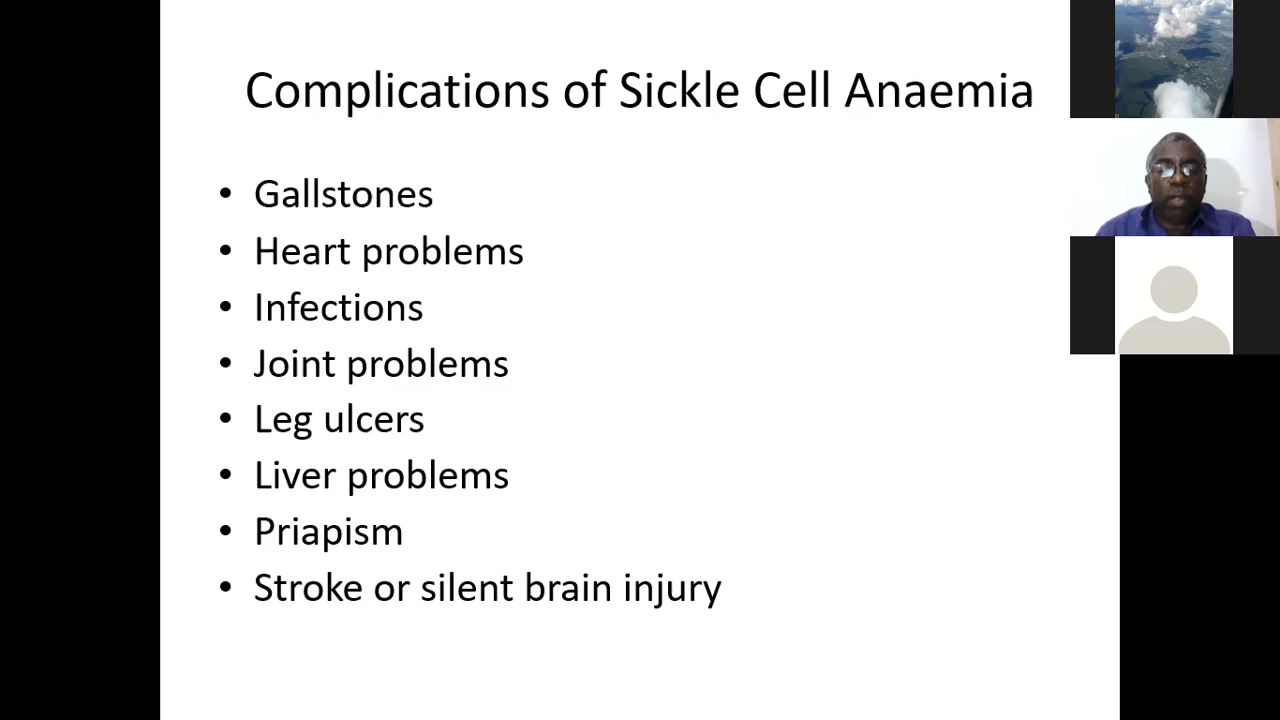 Complications of Sickle Cell Anaemia
• Gallstones
• Heart problems
• Infections
• Joint problems
• Leg ulcers
• Liver problems
• Priapism
• Stroke or silent brain injury